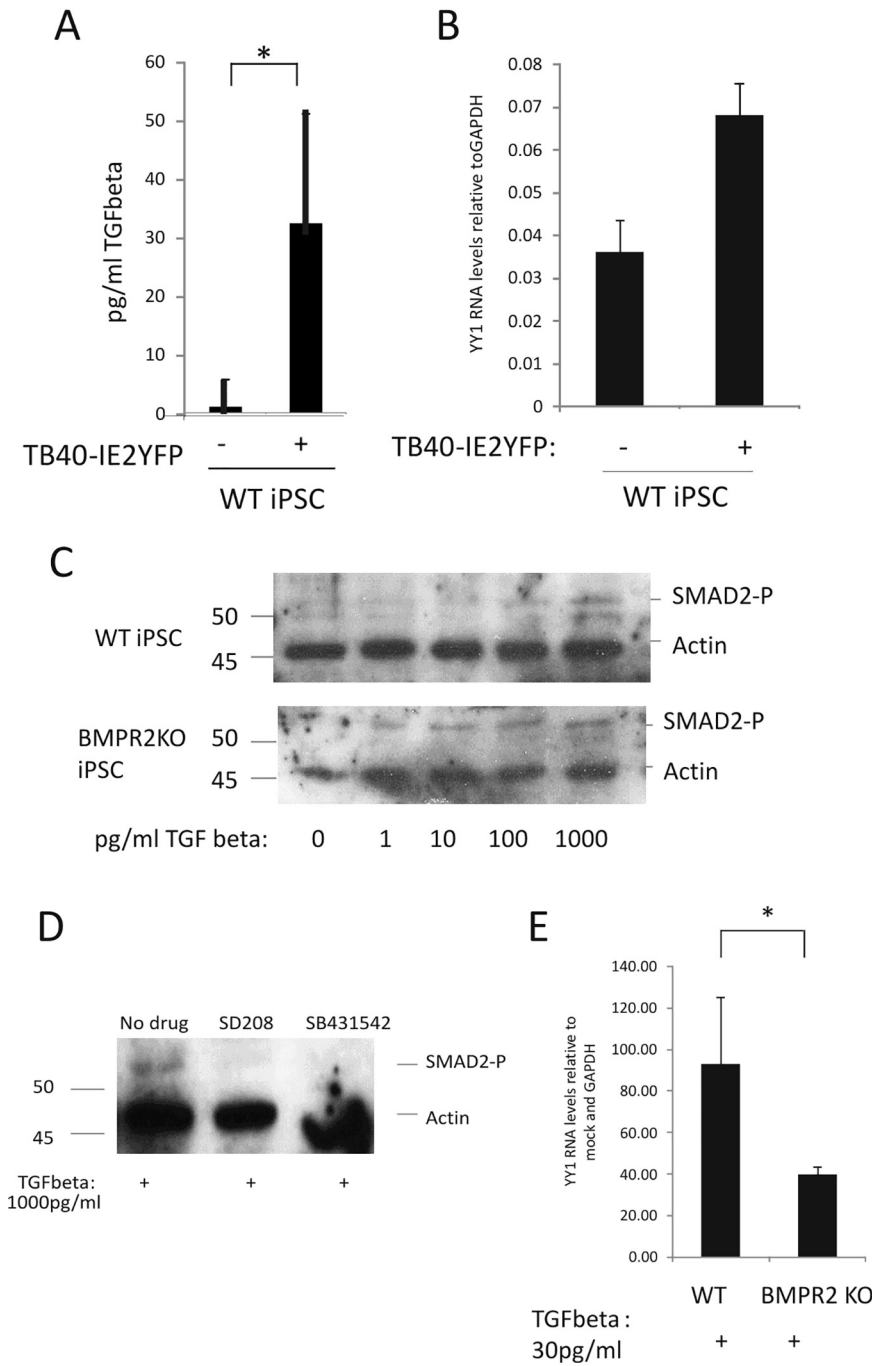 A
*
60
50
40
30
20
10
0
pg/ml TGFbeta
TB40-IE2YFP - +
WT iPSC
B
0.08
0.07
0.06
0.05
0.04
0.03
0.02
0.01
0
YY1 RNA levels relative toGAPDH
TB40-IE2YFP: - +
WT iPSC
C
WT iPSC
50
45
SMAD2-P
Actin
BMPR2KO
iPSC
50
45
SMAD2-P
Actin
pg/ml TGF beta: 0 1 10 100 1000
D
No drug SD208 SB431542
50
45
SMAD2-P
Actin
TGFbeta: + + +
1000pg/ml
E
*
140.00
120.00
100.00
80.00
60.00
40.00
20.00
0.00
YY1 RNA levels relative to
mock and GAPDH
WT BMPR2 KO
TGFbeta :
30pg/ml + +